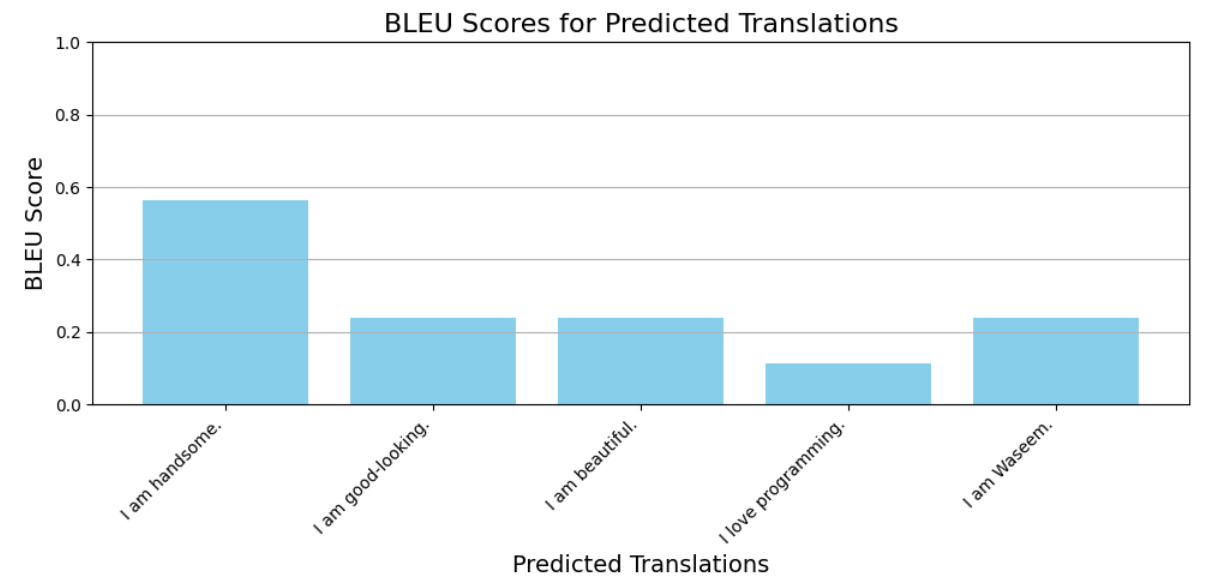 BLEU Scores for Predicted Translations
1.0
0.8
0.6
0.4
0.2
0.0
BLEU Score
I am handsome.
I am good-looking.
I am beautiful.
I love programming.
I am Waseem.
Predicted Translations